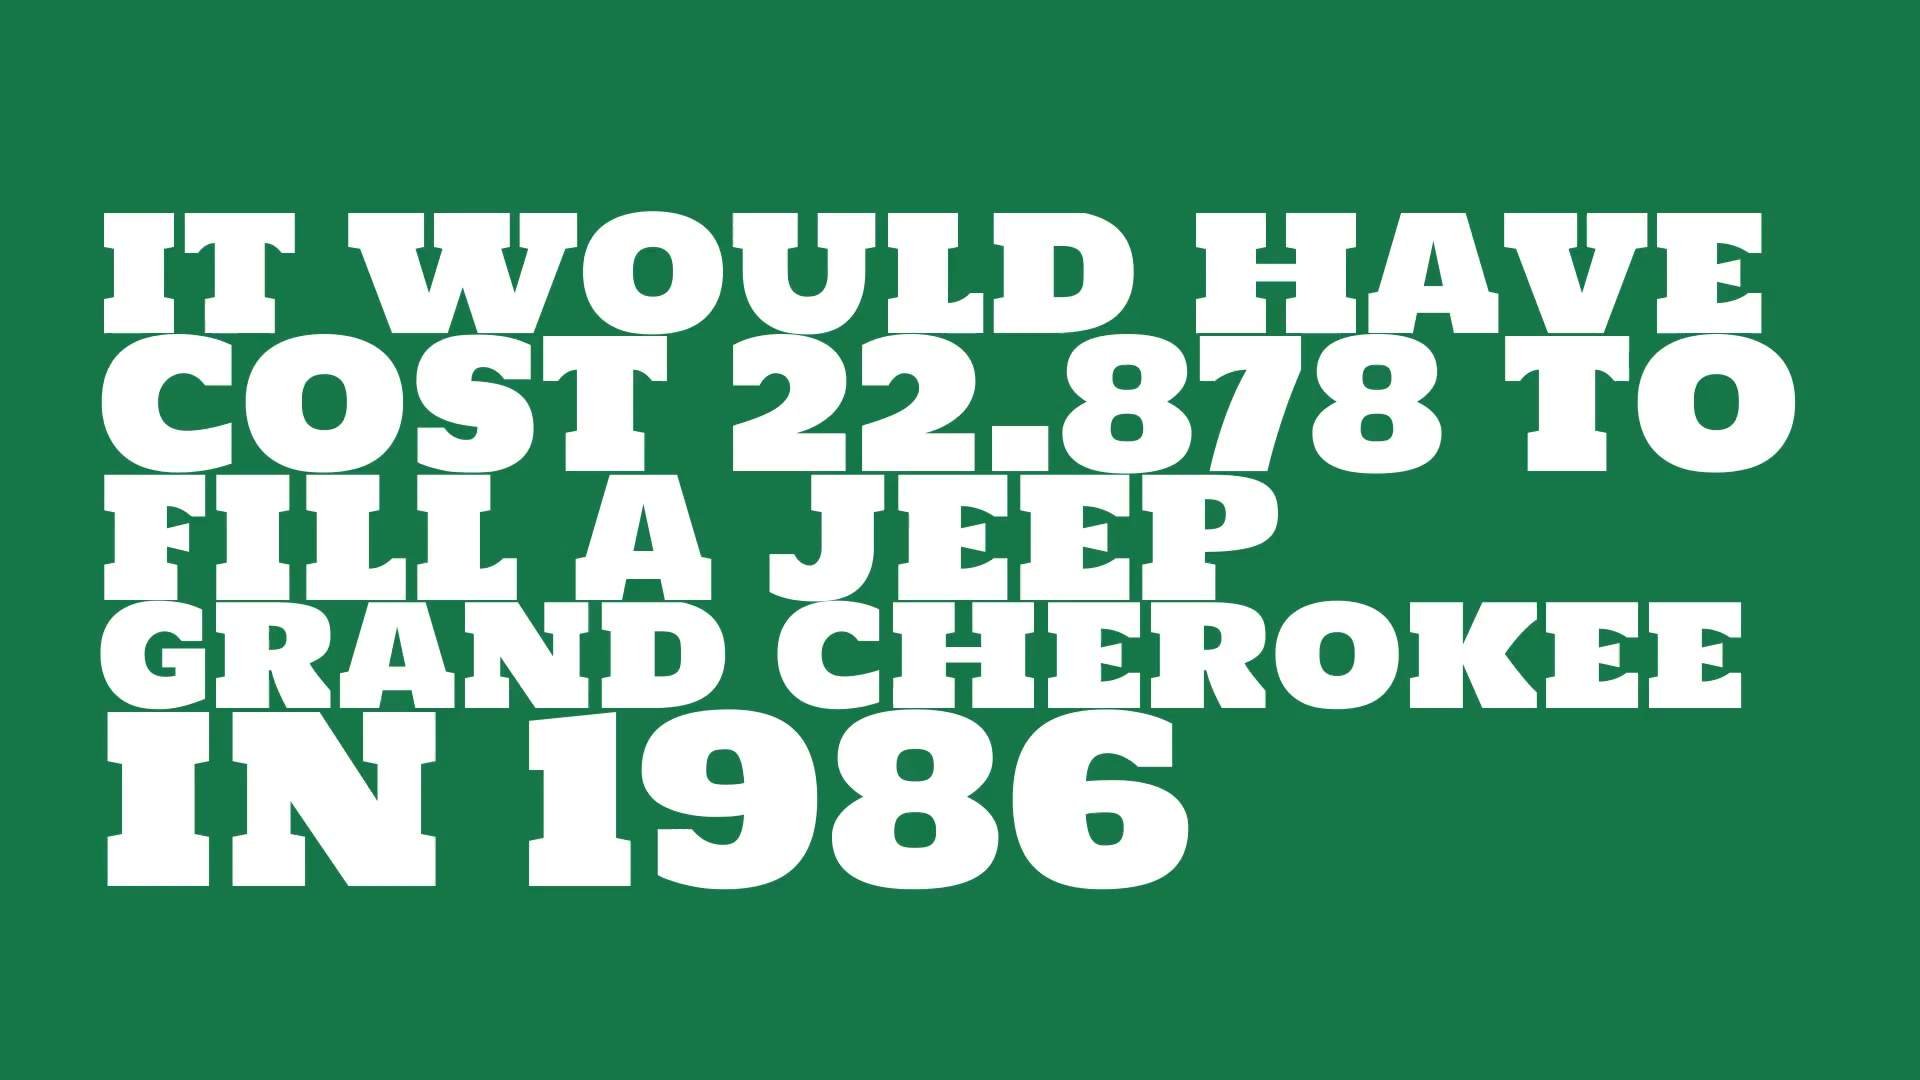 IT WOULD HAVE
COST 22.878 TO
FILL A JEEP
GRAND CHEROKEE
IN 1986